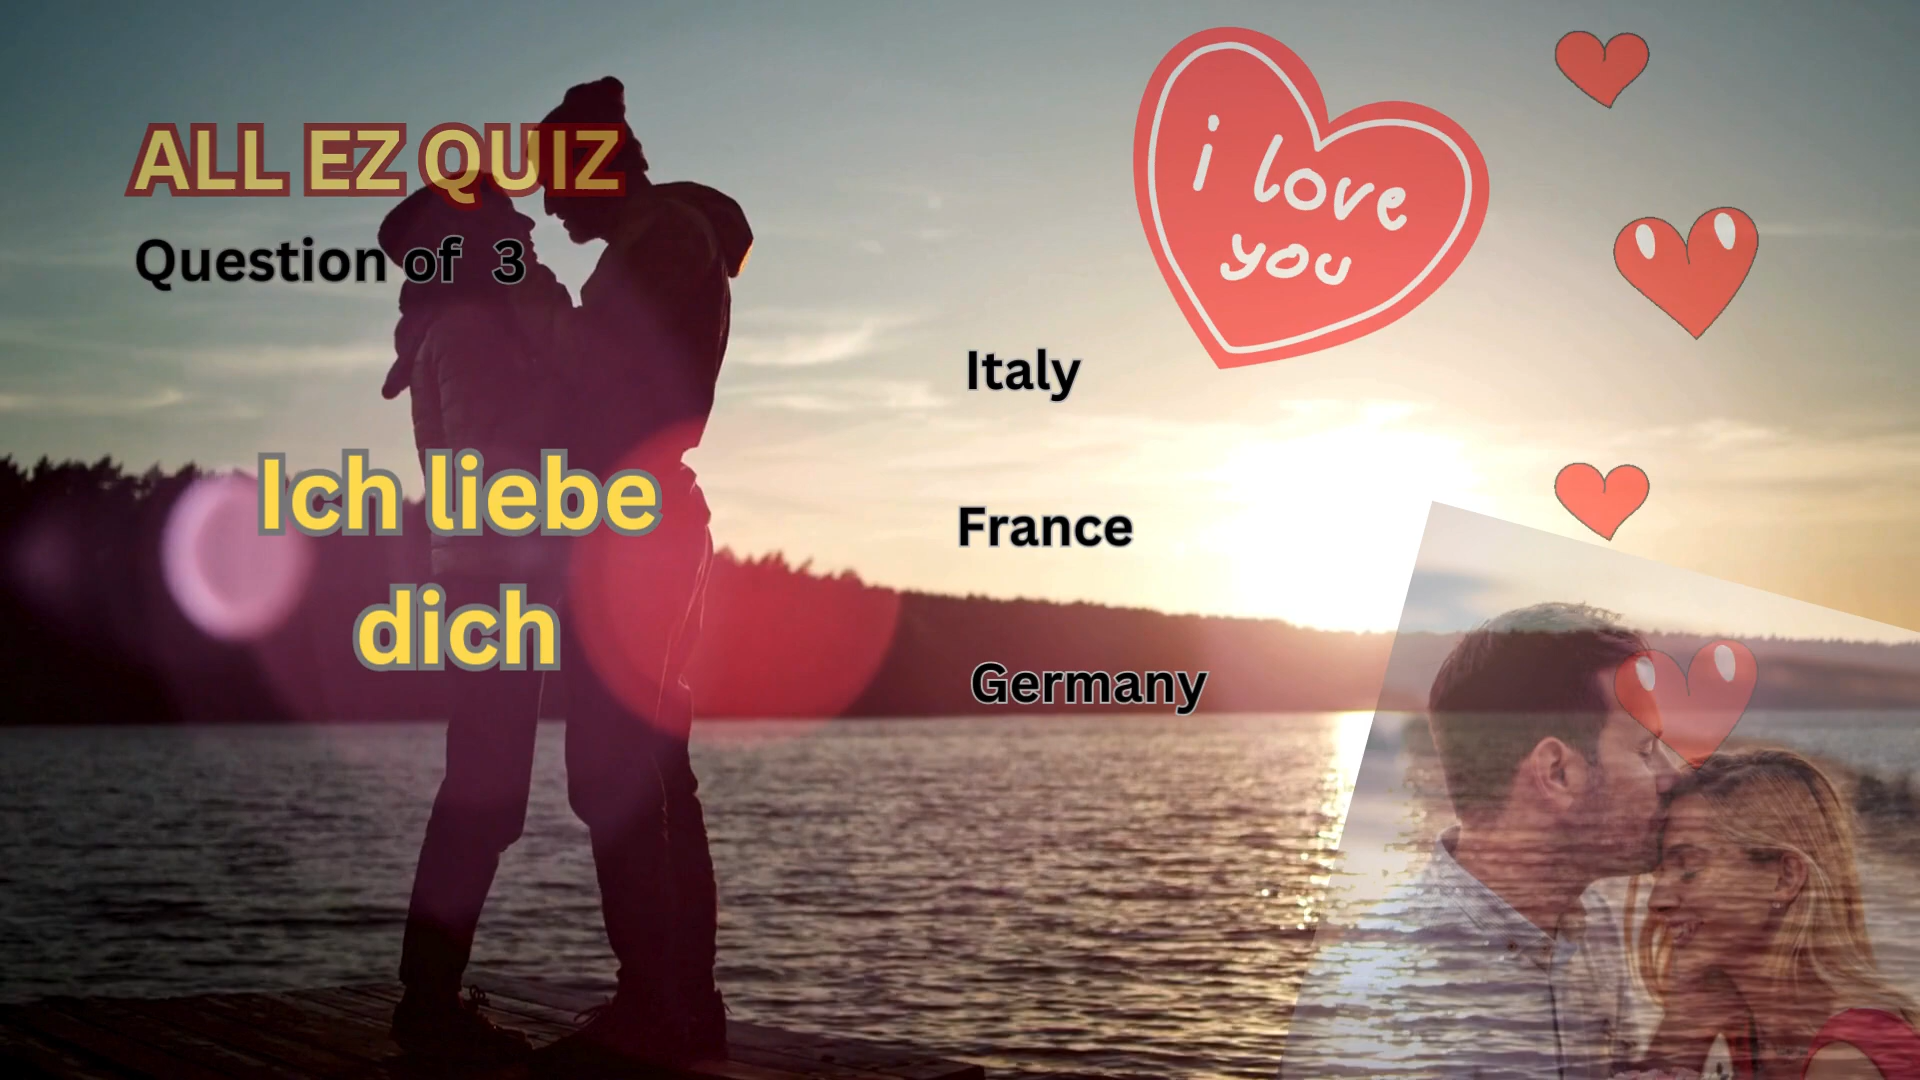 ALL EZ QUIZ
Question of 3
i love
you
Italy
France
Germany
Ich liebe
dich